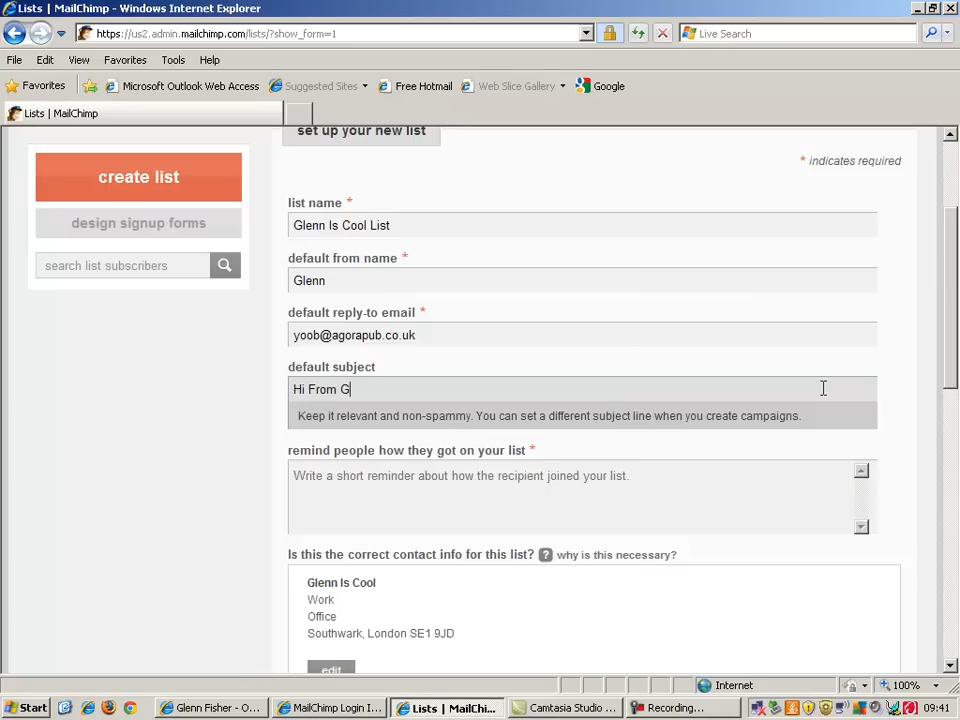 Lists | MailChimp - Windows Internet Explorer
https://us2.admin.mailchimp.com/lists/?show_form=1
Live Search
File Edit View Favorites Tools Help
Favorites Microsoft Outlook Web Access Suggested Sites Free Hotmail Web Slice Gallery Google
Lists | MailChimp
set up your new list
* indicates required
create list
design signup forms
search list subscribers
list name *
Glenn Is Cool List
default from name *
Glenn
default reply-to email *
yoob@agorapub.co.uk
default subject
Hi From G
Keep it relevant and non-spammy. You can set a different subject line when you create campaigns.
remind people how they got on your list *
Write a short reminder about how the recipient joined your list.
Is this the correct contact info for this list? ? why is this necessary?
Glenn Is Cool
Work
Office
Southwark, London SE1 9JD
edit
Internet 100%
Start Glenn Fisher - O... MailChimp Login I... Lists | MailChi... Camtasia Studio ... Recording... 09:41